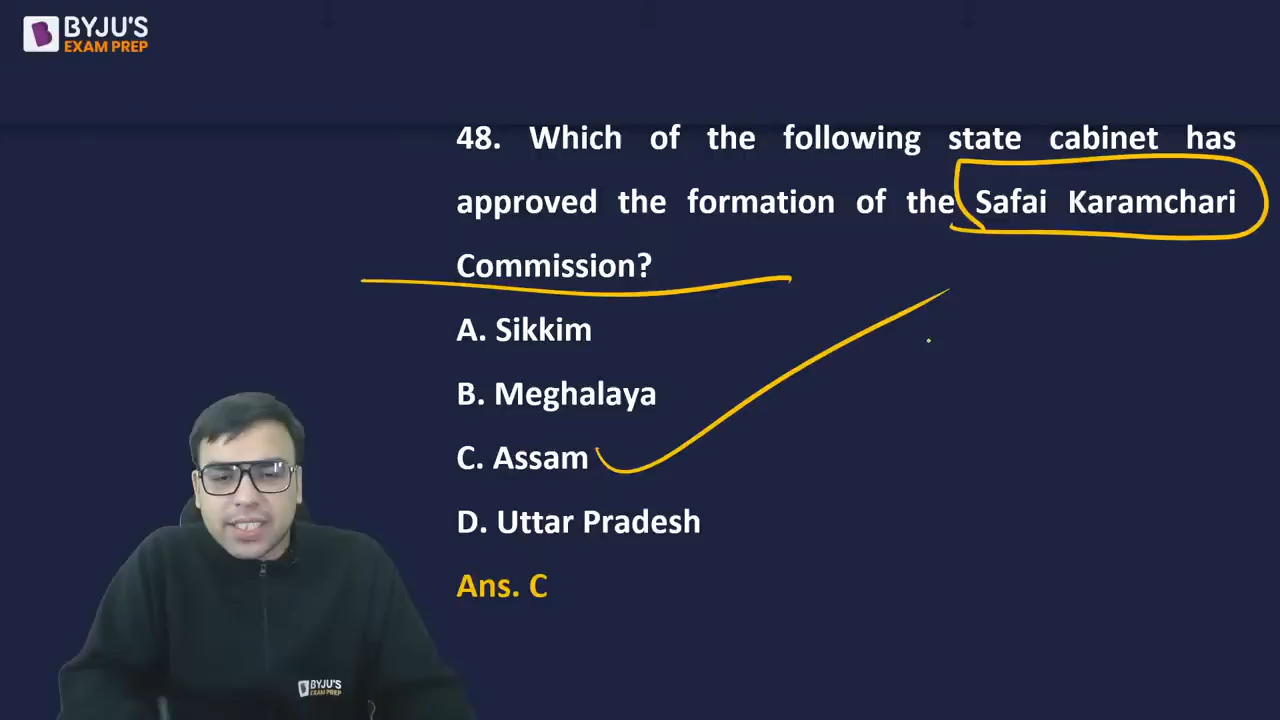 BYJU'S
EXAM PREP
48. Which of the following state cabinet has
approved the formation of the Safai Karamchari
Commission?
A. Sikkim
B. Meghalaya
C. Assam
D. Uttar Pradesh
Ans. C
BYJU'S
EXAM PREP